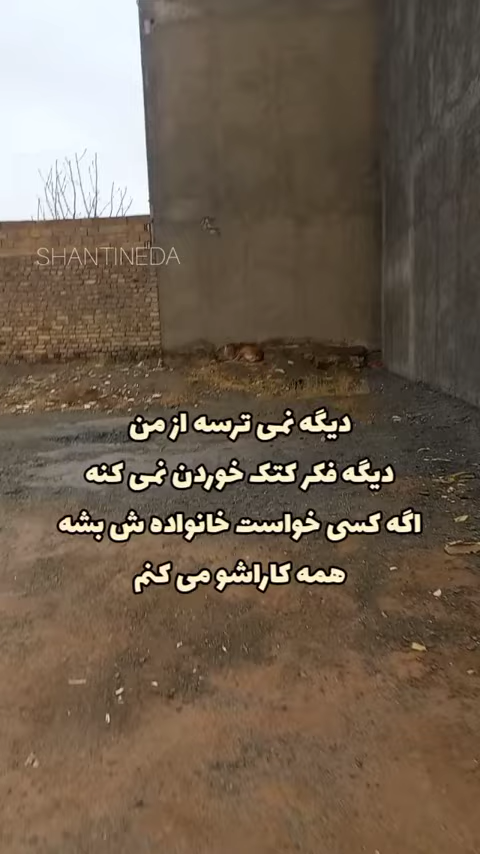 SHANTINEDA
دیگه نمی ترسه از من
دیگه فکر کتک خوردن نمی کنه
اگه کسی خواست خانواده ش بشه
همه کاراشو می کنم